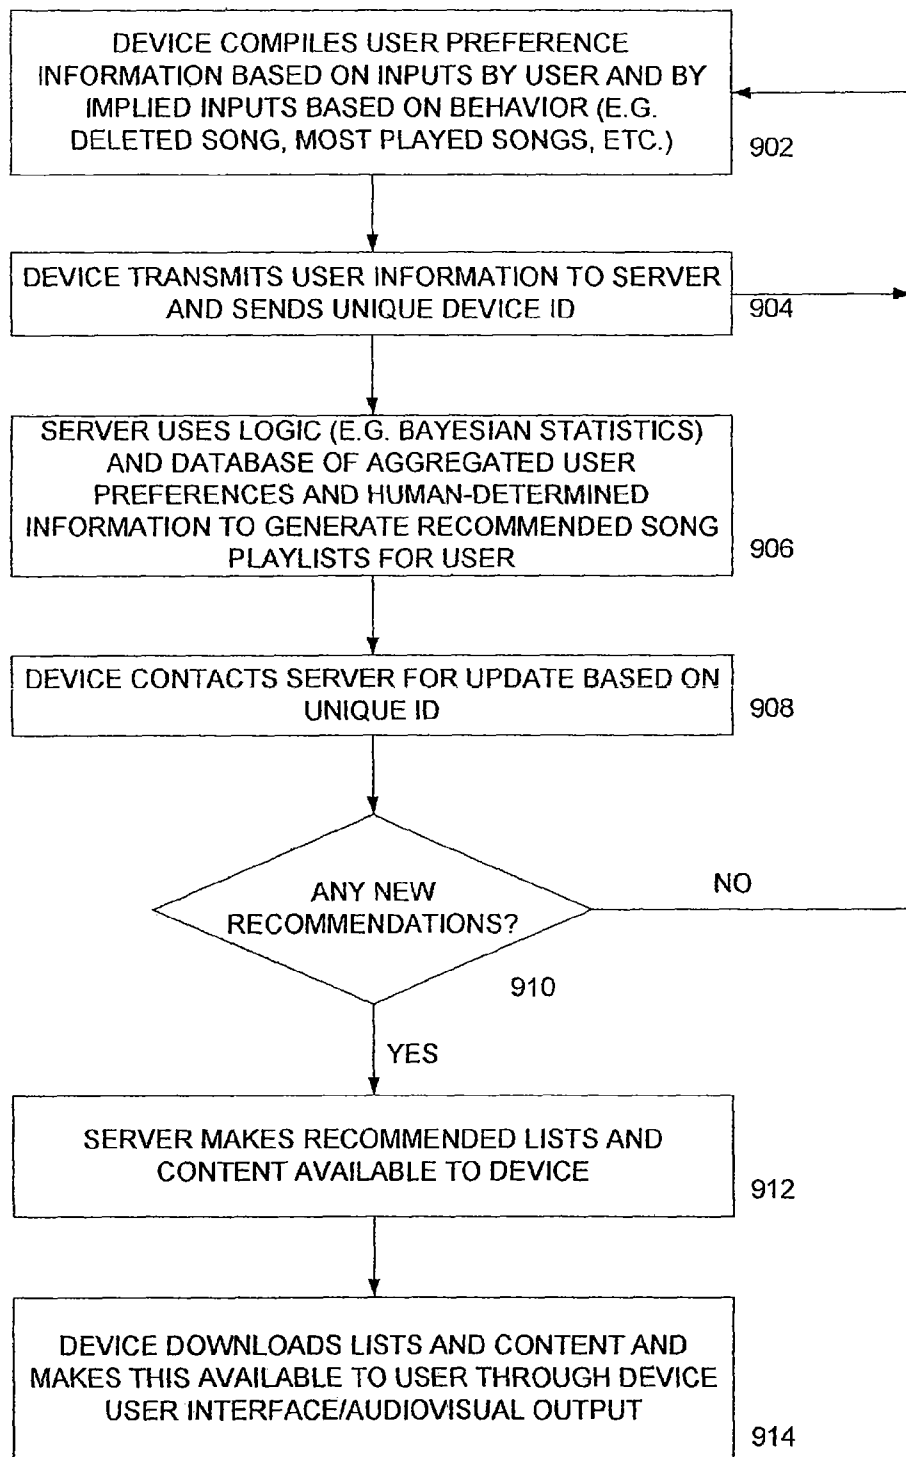 DEVICE COMPILES USER PREFERENCE
INFORMATION BASED ON INPUTS BY USER AND BY
IMPLIED INPUTS BASED ON BEHAVIOR (E.G.
DELETED SONG, MOST PLAYED SONGS, ETC.)
902
DEVICE TRANSMITS USER INFORMATION TO SERVER
AND SENDS UNIQUE DEVICE ID
904
SERVER USES LOGIC (E.G. BAYESIAN STATISTICS)
AND DATABASE OF AGGREGATED USER
PREFERENCES AND HUMAN-DETERMINED
INFORMATION TO GENERATE RECOMMENDED SONG
PLAYLISTS FOR USER
906
DEVICE CONTACTS SERVER FOR UPDATE BASED ON
UNIQUE ID
908
ANY NEW
RECOMMENDATIONS?
NO
910
YES
SERVER MAKES RECOMMENDED LISTS AND
CONTENT AVAILABLE TO DEVICE
912
DEVICE DOWNLOADS LISTS AND CONTENT AND
MAKES THIS AVAILABLE TO USER THROUGH DEVICE
USER INTERFACE/AUDIOVISUAL OUTPUT
914